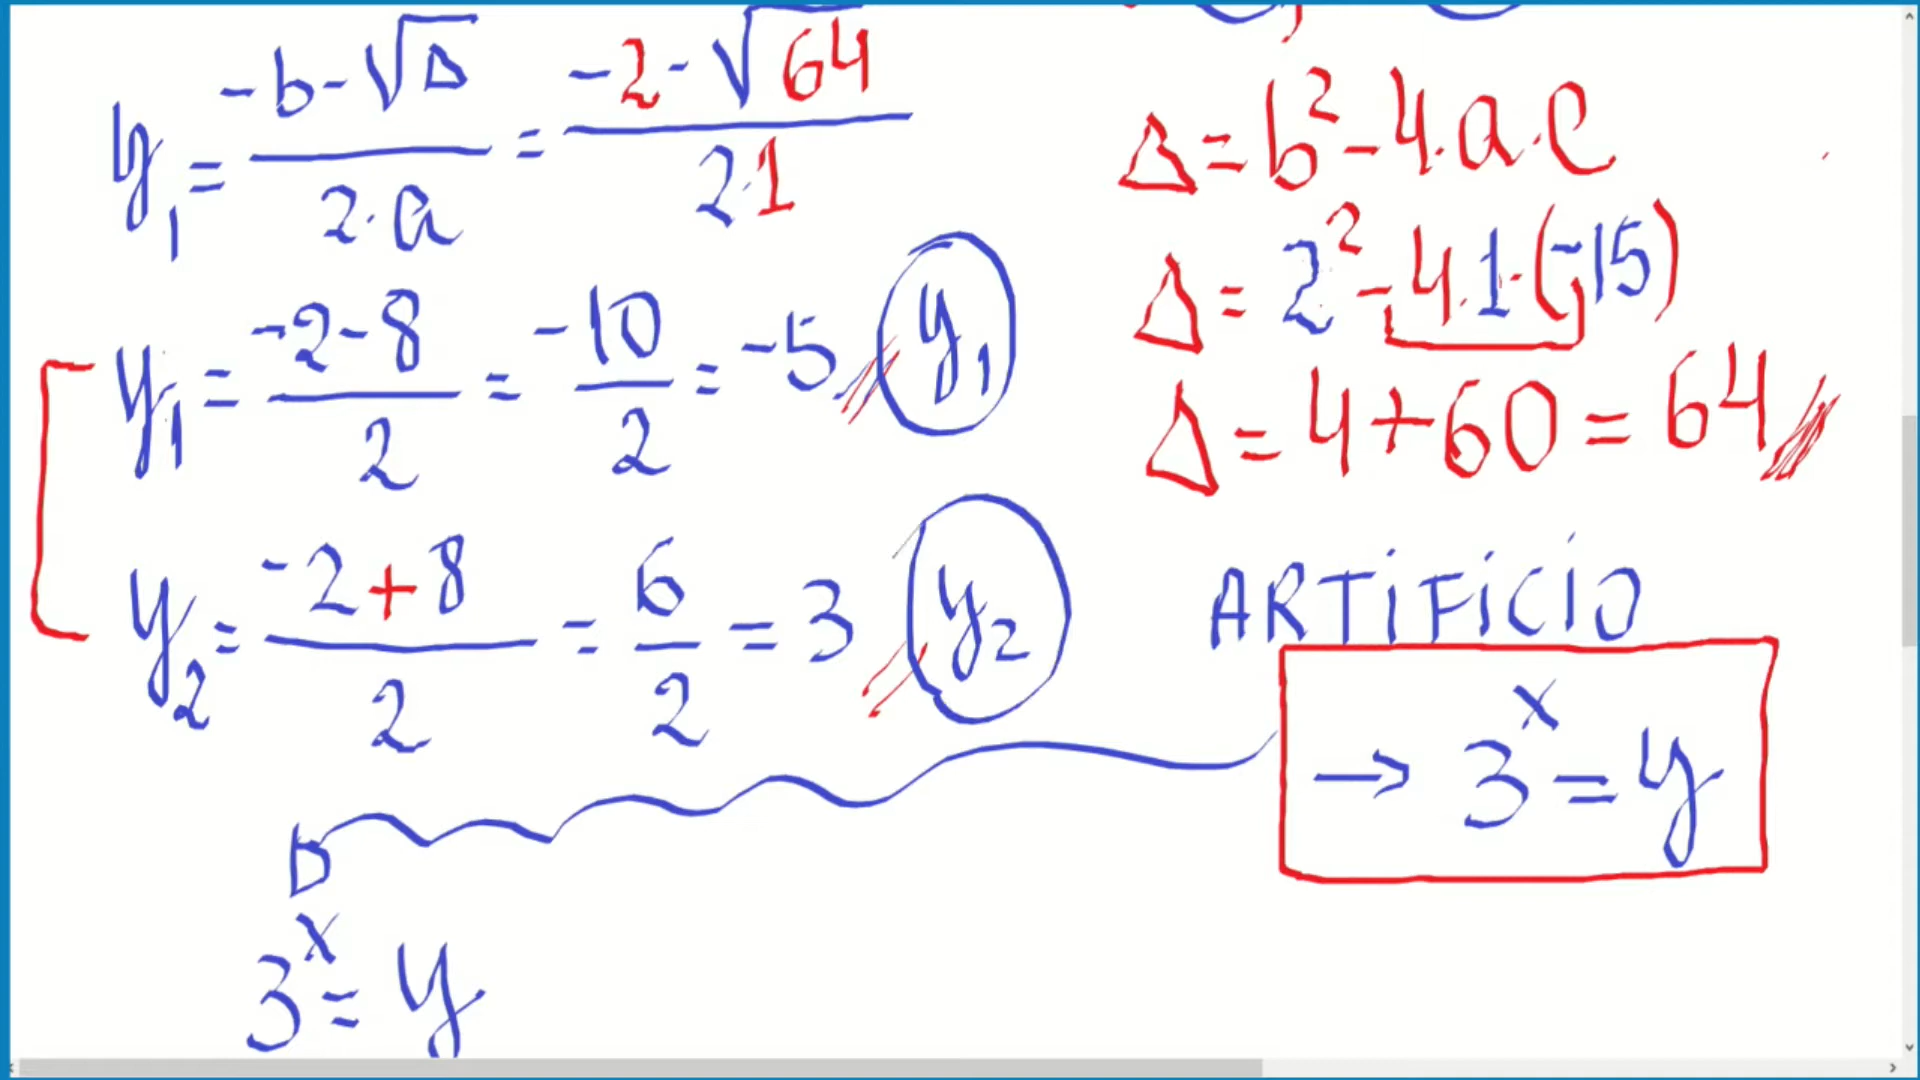 y₁ = (-b-√Δ)/(2·a) = (-2-√64)/(2·1)
y₁ = (-2-8)/2 = -10/2 = -5 y₁
y₂ = (-2+8)/2 = 6/2 = 3 y₂
3ˣ = y
Δ = b² - 4·a·c
Δ = 2² - 4·1·(-15)
Δ = 4+60 = 64
ARTIFICIO
→ 3ˣ = y